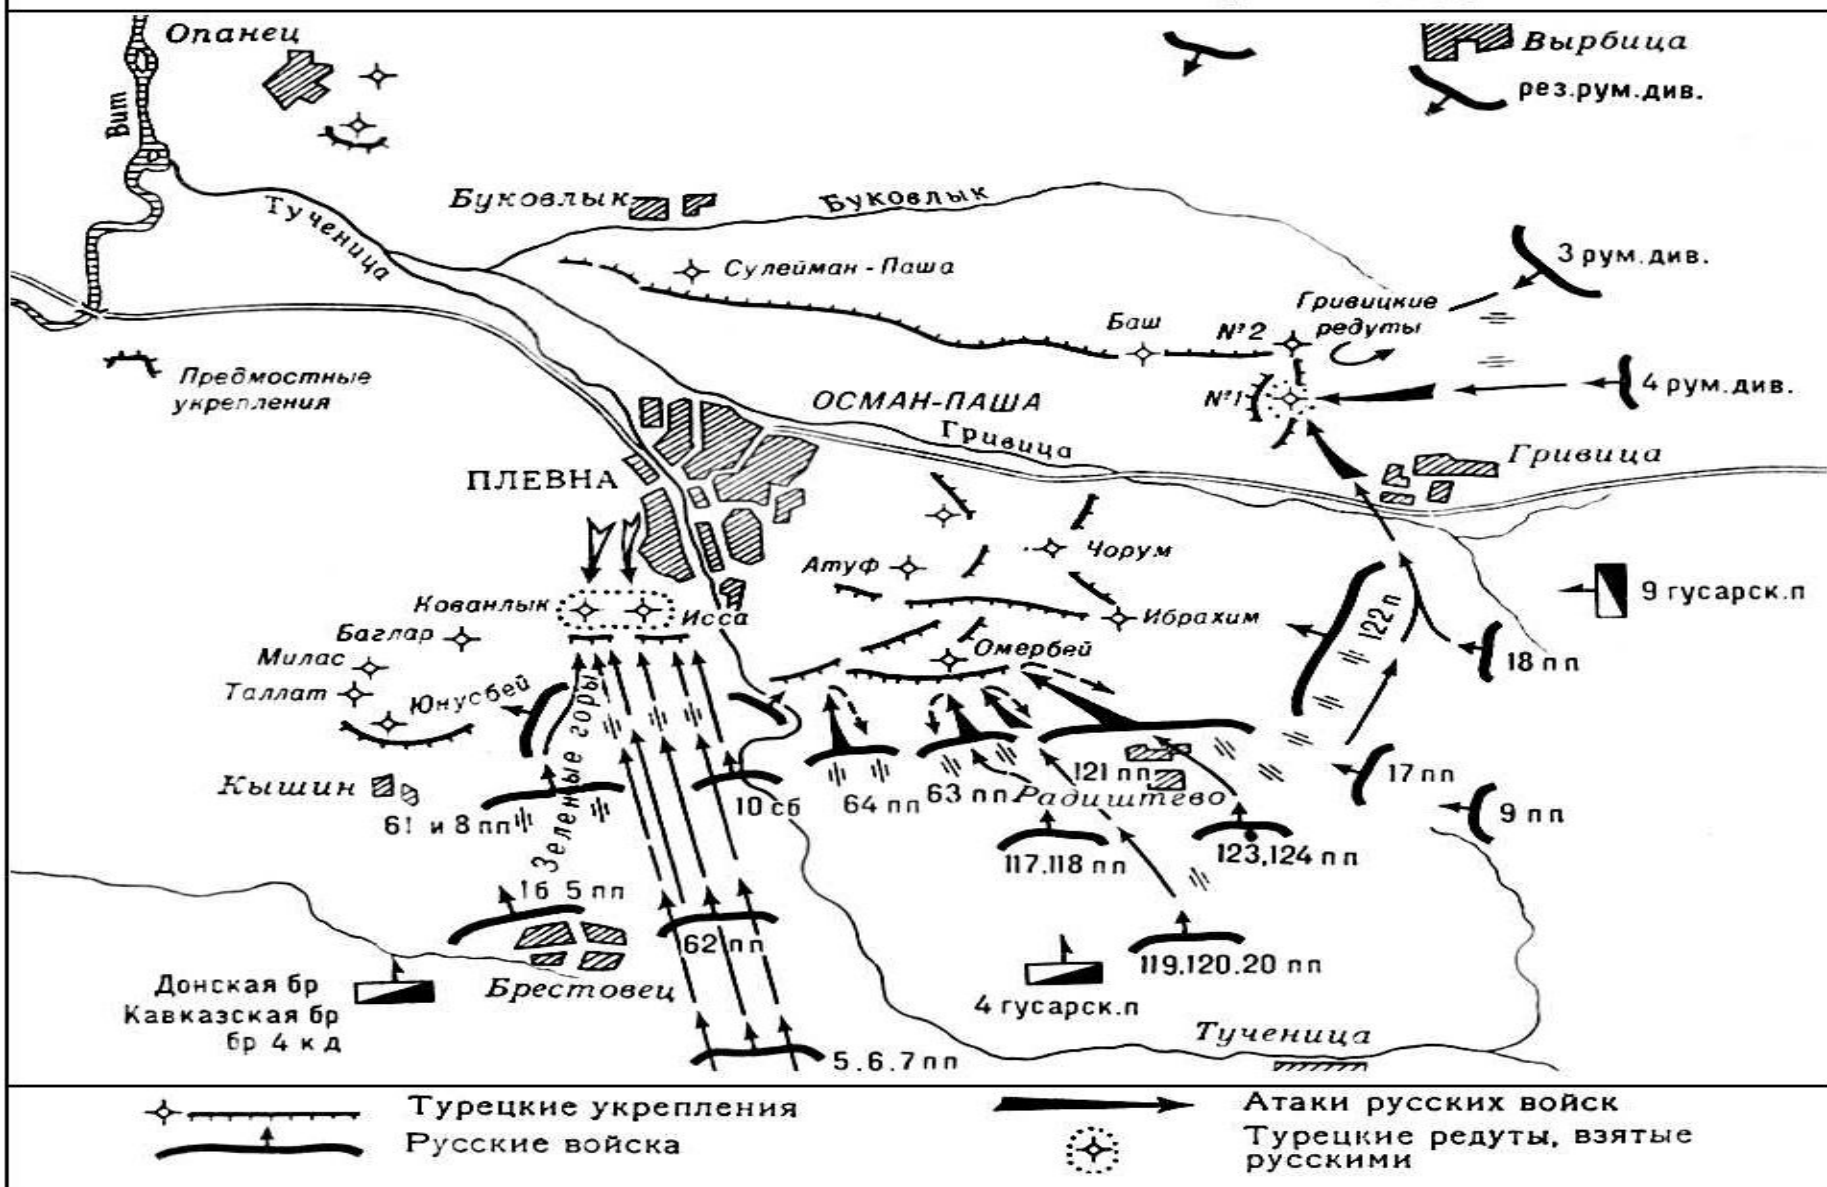 Опанец
Вырбица
рез.рум.див.
Вит
Буковлык
Буковлык
Тученица
Сулейман-Паша
3 рум.див.
Гривицкие
редуты
Баш
№2
Предмостные
укрепления
ОСМАН-ПАША
№1
4 рум.див.
Гривица
Гривица
ПЛЕВНА
Чорум
Атуф
9 гусарск.п
Кованлык
Исса
Ибрахим
122 п
Баглар
Омербей
Милас
18 пп
Таллат
Юнусбей
Зеленые горы
Кышин
61 и 8 пп
10 сб
64 пп
63 пп
121 пп
Радиштево
17 пп
9 пп
117.118 пп
123,124 пп
1б 5 пп
62 пп
119.120.20 пп
Донская бр
Кавказская бр
бр 4 к д
Брестовец
4 гусарск.п
Тученица
5.6.7 пп
Турецкие укрепления
Русские войска
Атаки русских войск
Турецкие редуты, взятые
русскими